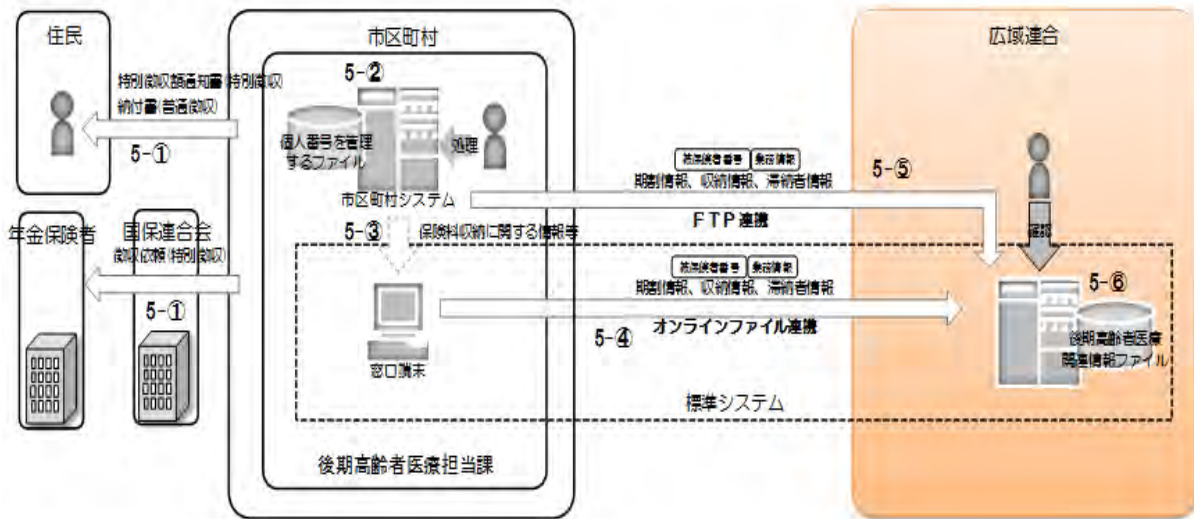 住民
市区町村
広域連合
特別徴収額通知書(特別徴収)
納付書(普通徴収)
5-①
5-②
個人番号を管理
するファイル
処理
市区町村システム
被保険者番号 業務情報
5-⑤
期割情報、収納情報、滞納者情報
FTP連携
確認
年金保険者
国保連合会
徴収依頼(特別徴収)
5-①
5-③
保険料収納に関する情報等
被保険者番号 業務情報
期割情報、収納情報、滞納者情報
5-④
オンラインファイル連携
窓口端末
5-⑥
後期高齢者医療
関連情報ファイル
標準システム
後期高齢者医療担当課